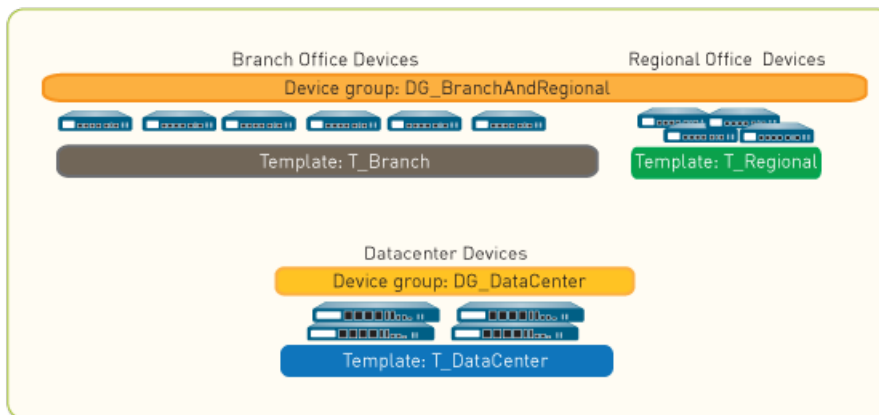 Branch Office Devices
Regional Office Devices
Device group: DG_BranchAndRegional
Template: T_Branch
Template: T_Regional
Datacenter Devices
Device group: DG_DataCenter
Template: T_DataCenter